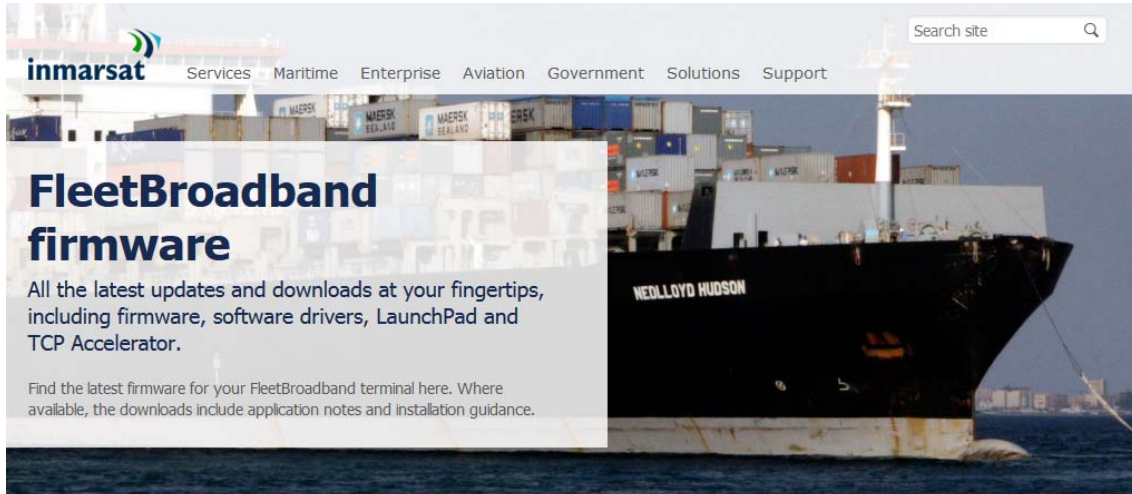 Search site
inmarsat
Services Maritime Enterprise Aviation Government Solutions Support
MAERSK
MAERSK
SEALAND
MAERSK
SEALAND
ERSK
FleetBroadband
firmware
All the latest updates and downloads at your fingertips,
including firmware, software drivers, LaunchPad and
TCP Accelerator.
NEDLLOYD HUDSON
Find the latest firmware for your FleetBroadband terminal here. Where
available, the downloads include application notes and installation guidance.